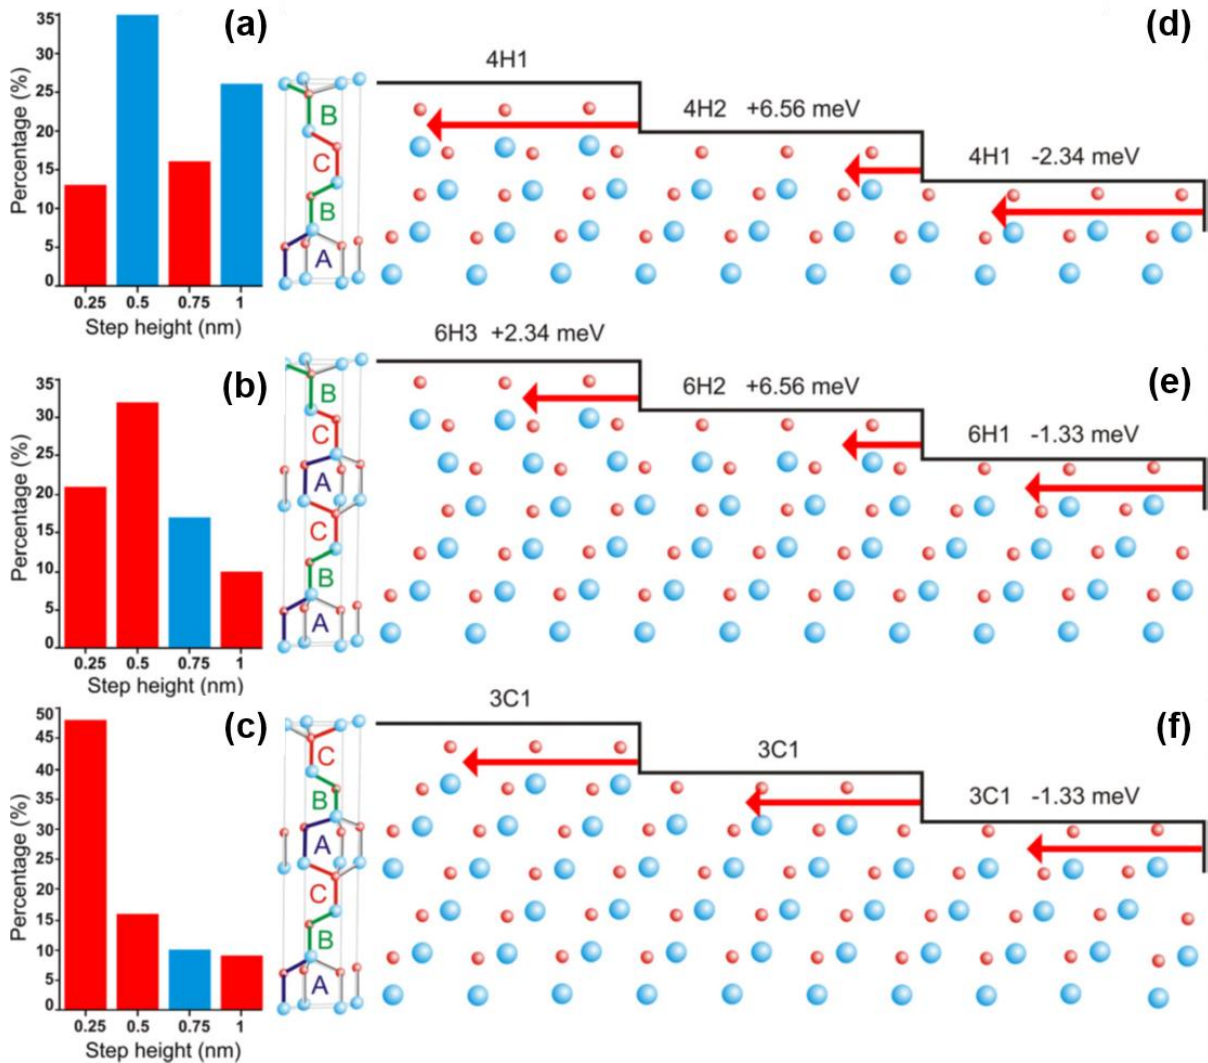 (a)
Percentage (%)
35
30
25
20
15
10
5
0
0.25 0.5 0.75 1
Step height (nm)
B
C
B
A
(d)
4H1
4H2 +6.56 meV
4H1 -2.34 meV
(b)
Percentage (%)
35
30
25
20
15
10
5
0
0.25 0.5 0.75 1
Step height (nm)
B
C
A
C
B
A
(e)
6H3 +2.34 meV
6H2 +6.56 meV
6H1 -1.33 meV
(c)
Percentage (%)
50
45
40
35
30
25
20
15
10
5
0
0.25 0.5 0.75 1
Step height (nm)
C
B
A
C
B
A
(f)
3C1
3C1
3C1 -1.33 meV